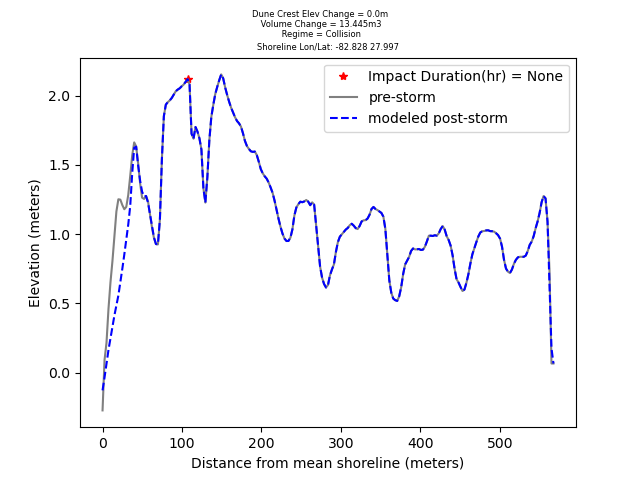 Dune Crest Elev Change = 0.0m
Volume Change = 13.445m3
Regime = Collision
Shoreline Lon/Lat: -82.828 27.997
Impact Duration(hr) = None
pre-storm
modeled post-storm
Elevation (meters)
2.0
1.5
1.0
0.5
0.0
0 100 200 300 400 500
Distance from mean shoreline (meters)